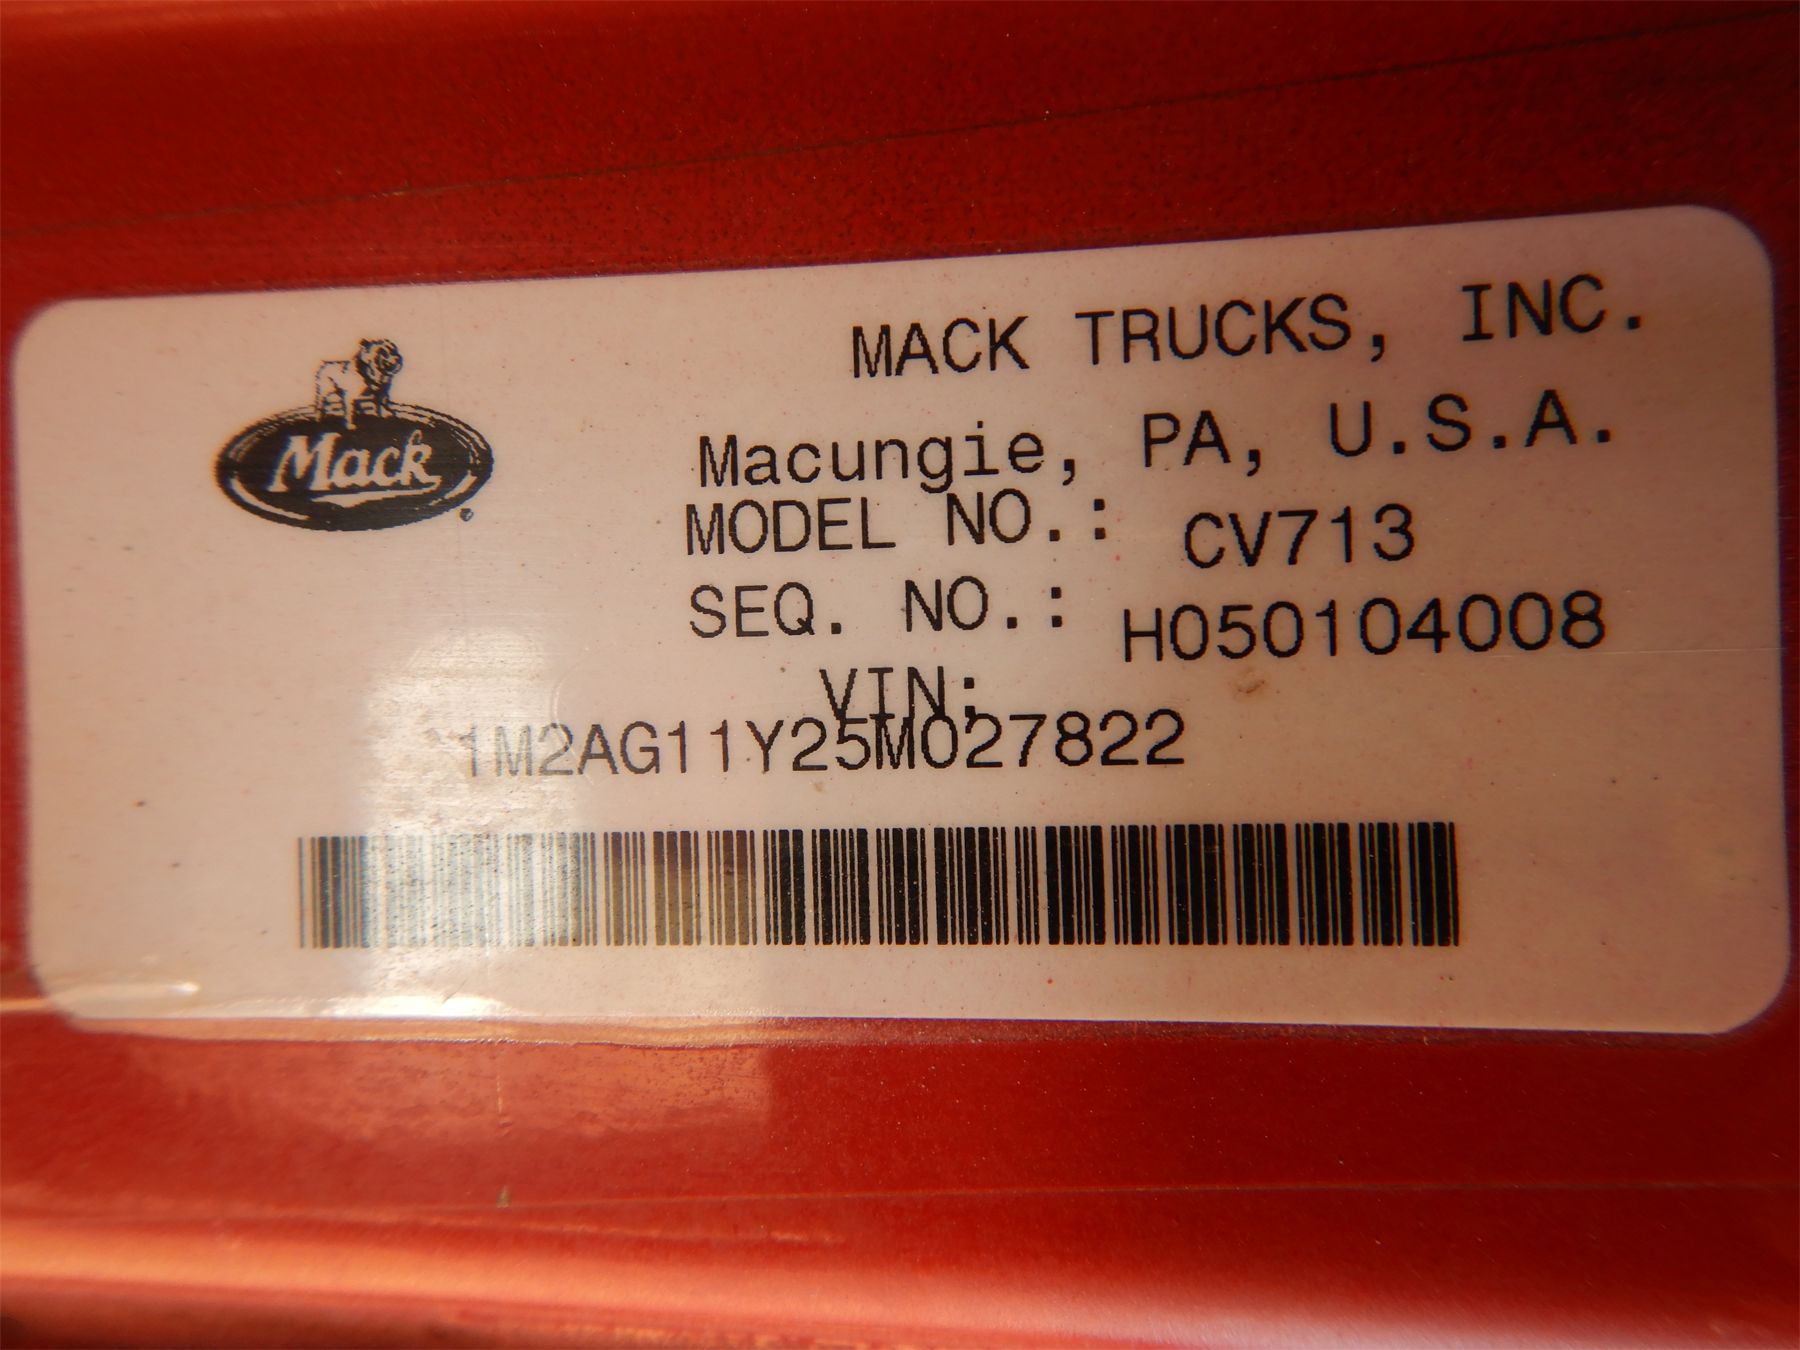 Mack
MACK TRUCKS, INC.
Macungie, PA, U.S.A.
MODEL NO.: CV713
SEQ. NO.: H050104008
VIN:
1M2AG11Y25M027822